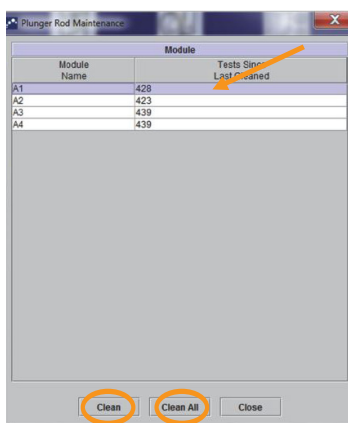 Plunger Rod Maintenance
X
Module
Module Name
Tests Since Last Cleaned
A1 428
A2 423
A3 439
A4 439
Clean Clean All Close